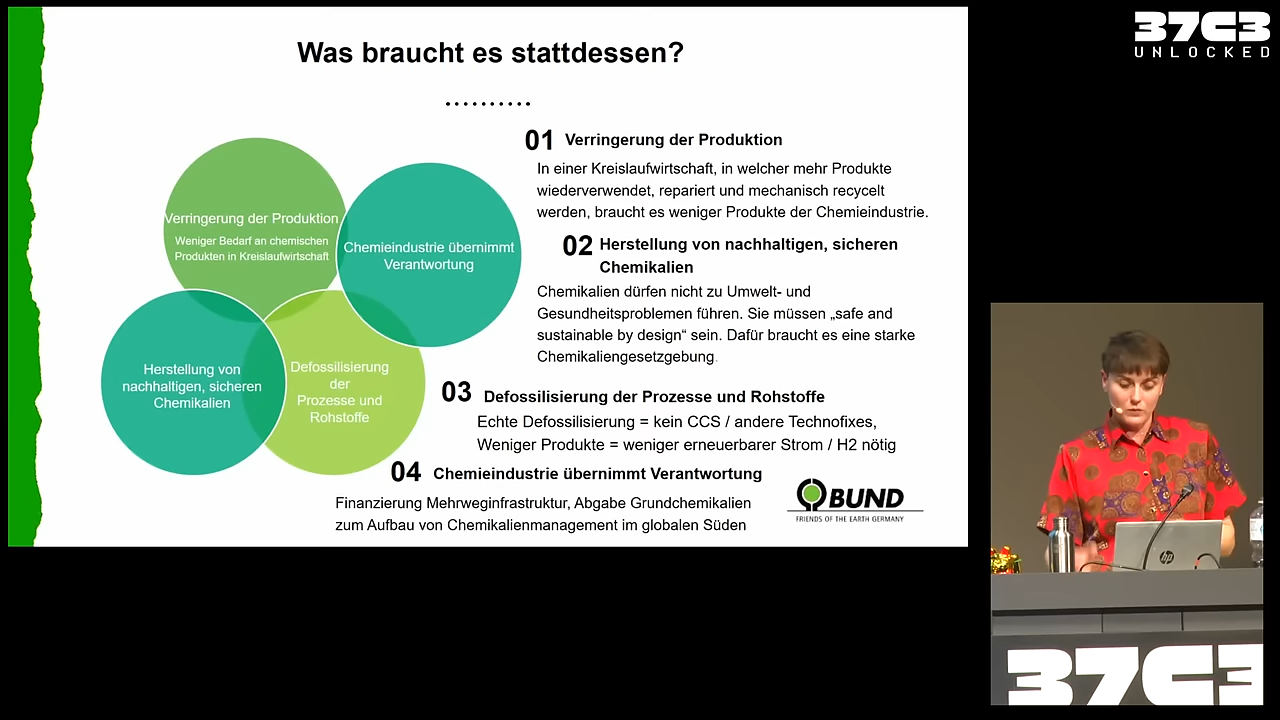 Was braucht es stattdessen?
Verringerung der Produktion
Weniger Bedarf an chemischen
Produkten in Kreislaufwirtschaft
Chemieindustrie übernimmt
Verantwortung
Herstellung von
nachhaltigen, sicheren
Chemikalien
Defossilisierung
der
Prozesse und
Rohstoffe
01 Verringerung der Produktion
In einer Kreislaufwirtschaft, in welcher mehr Produkte
wiederverwendet, repariert und mechanisch recycelt
werden, braucht es weniger Produkte der Chemieindustrie.
02 Herstellung von nachhaltigen, sicheren
Chemikalien
Chemikalien dürfen nicht zu Umwelt- und
Gesundheitsproblemen führen. Sie müssen „safe and
sustainable by design“ sein. Dafür braucht es eine starke
Chemikaliengesetzgebung.
03 Defossilisierung der Prozesse und Rohstoffe
Echte Defossilisierung = kein CCS / andere Technofixes,
Weniger Produkte = weniger erneuerbarer Strom / H2 nötig
04 Chemieindustrie übernimmt Verantwortung
Finanzierung Mehrweginfrastruktur, Abgabe Grundchemikalien
zum Aufbau von Chemikalienmanagement im globalen Süden
BUND
FRIENDS OF THE EARTH GERMANY
37C3
UNLOCKED
hp
37C3